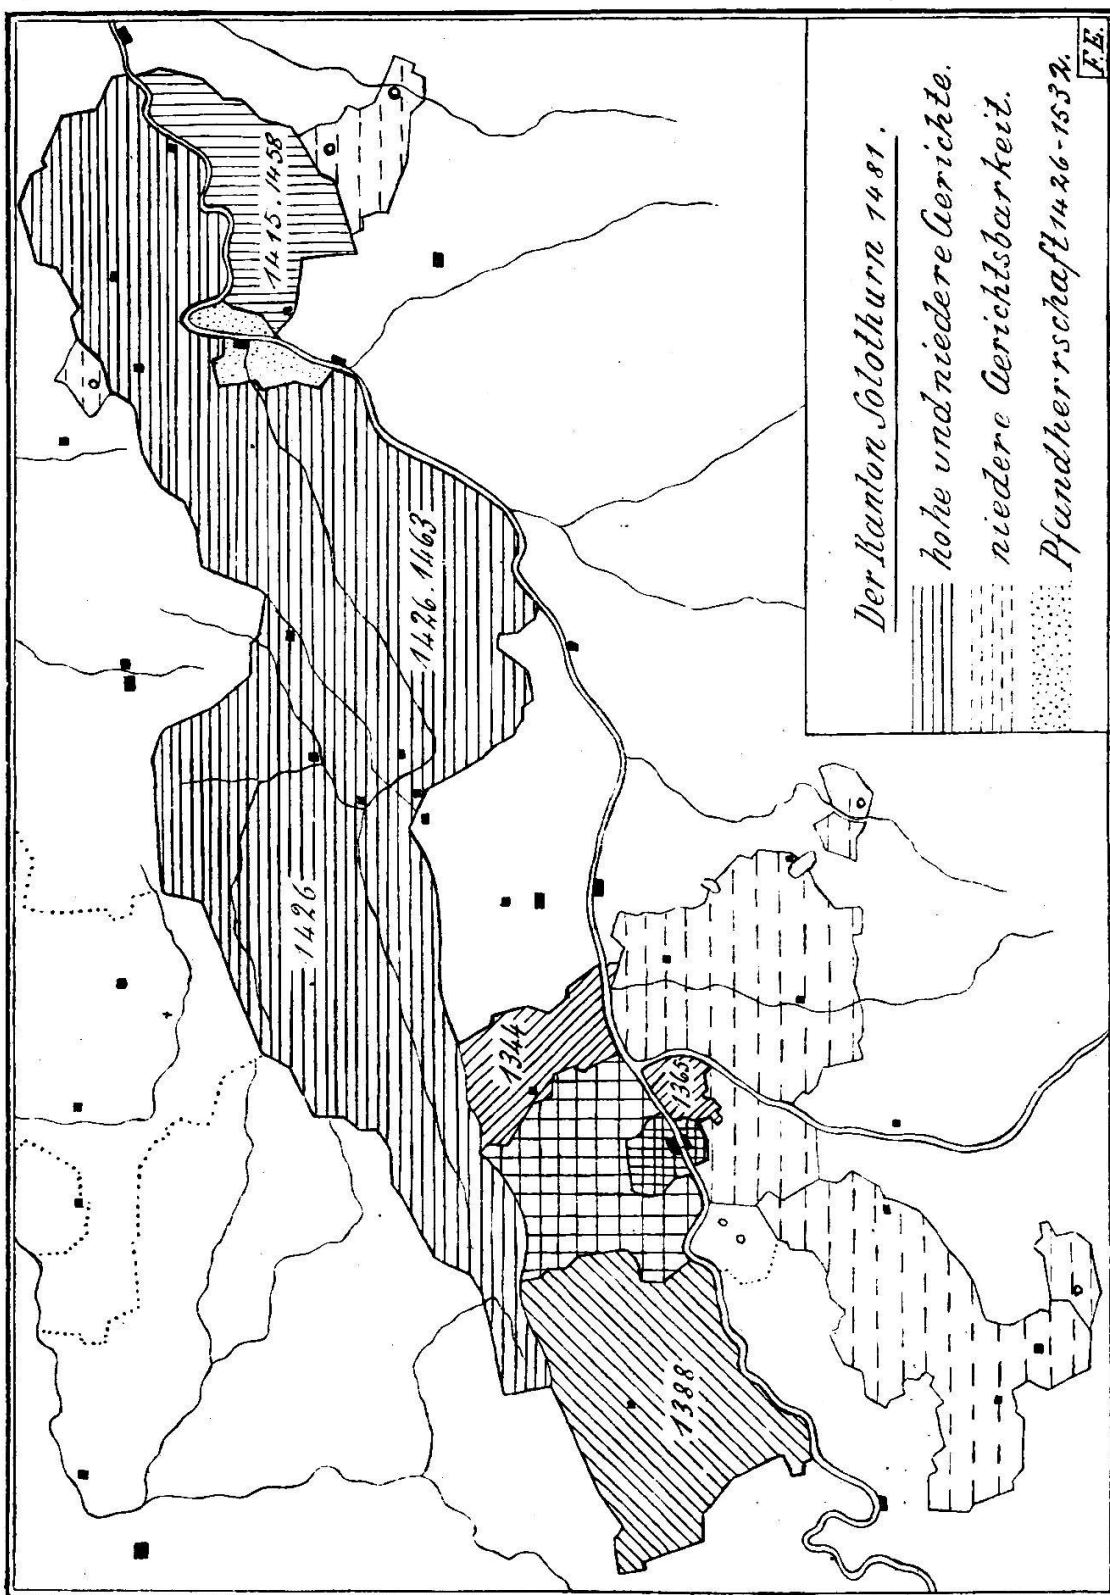 Der Kanton Solothurn 1481.
hohe und niedere Gerichte.
niedere Gerichtsbarkeit.
Pfandherrschaft 1426-1532.
F.E.
1415.1458
1426.1463
1426
1344
1365
1388